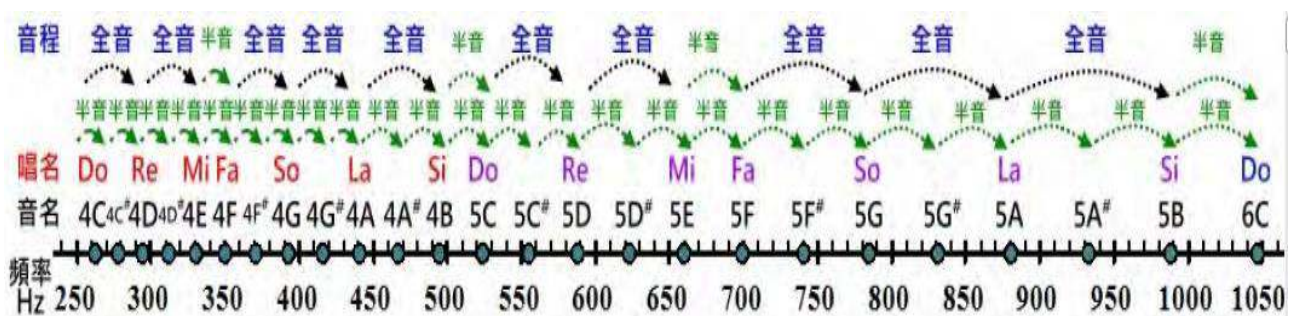 音程 全音 全音 半音 全音 全音 全音 半音 全音 全音 半音 全音 全音 全音 半音
半音 半音 半音 半音 半音 半音 半音 半音 半音 半音 半音 半音 半音 半音 半音 半音 半音 半音 半音 半音 半音 半音 半音 半音
唱名 Do Re Mi Fa So La Si Do Re Mi Fa So La Si Do
音名 4C 4C# 4D 4D# 4E 4F 4F# 4G 4G# 4A 4A# 4B 5C 5C# 5D 5D# 5E 5F 5F# 5G 5G# 5A 5A# 5B 6C
頻率
Hz 250 300 350 400 450 500 550 600 650 700 750 800 850 900 950 1000 1050